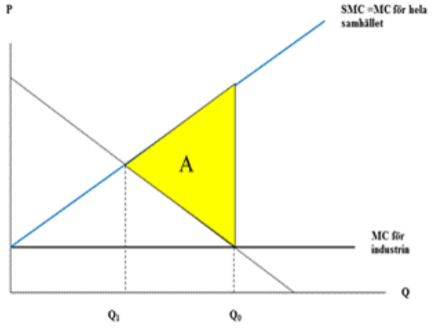 P
SMC =MC för hela
samhället
A
MC för
industrin
Q
Q1
Q0